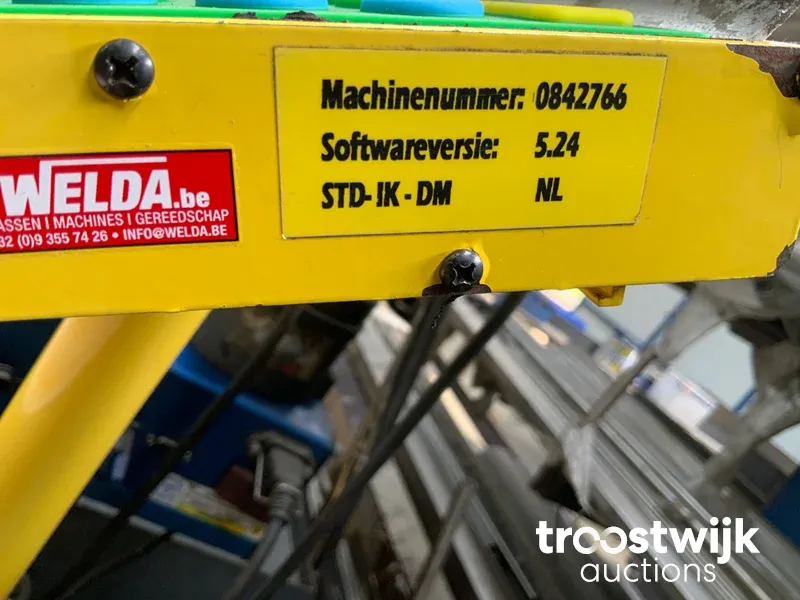 Machinenummer: 0842766
Softwareversie: 5.24
STD-IK-DM NL
WELDA.be
ASSEN I MACHINES I GEREEDSCHAP
32 (0)9 355 74 26 • INFO@WELDA.BE
troostwijk
auctions